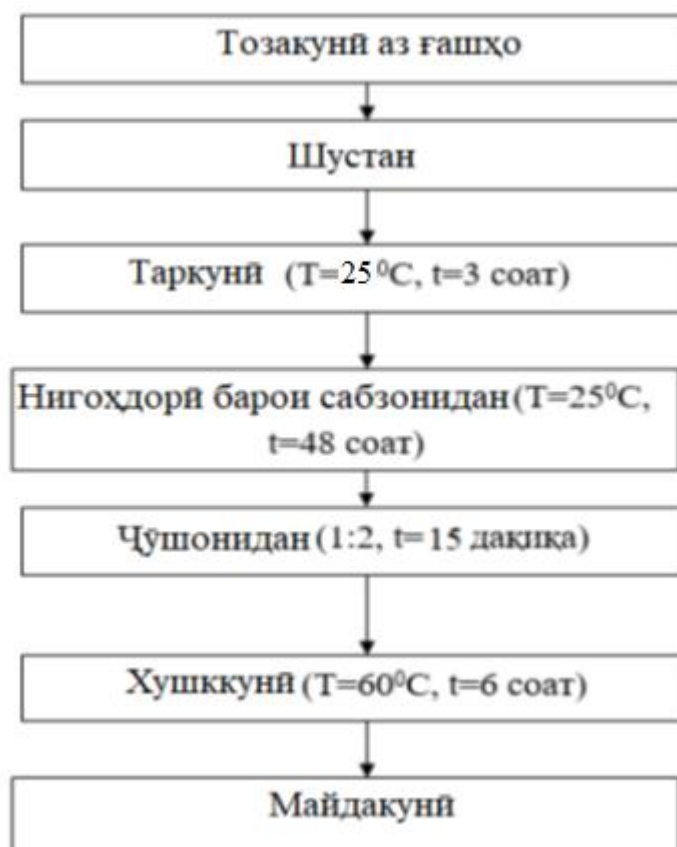 Тозакунӣ аз ғашҳо
Шустан
Таркунӣ (T=25⁰C, t=3 соат)
Нигоҳдорӣ барои сабзонидан(T=25⁰C,
t=48 соат)
Ҷӯшонидан(1:2, t=15 дақиқа)
Хушккунӣ (T=60⁰C, t=6 соат)
Майдакунӣ